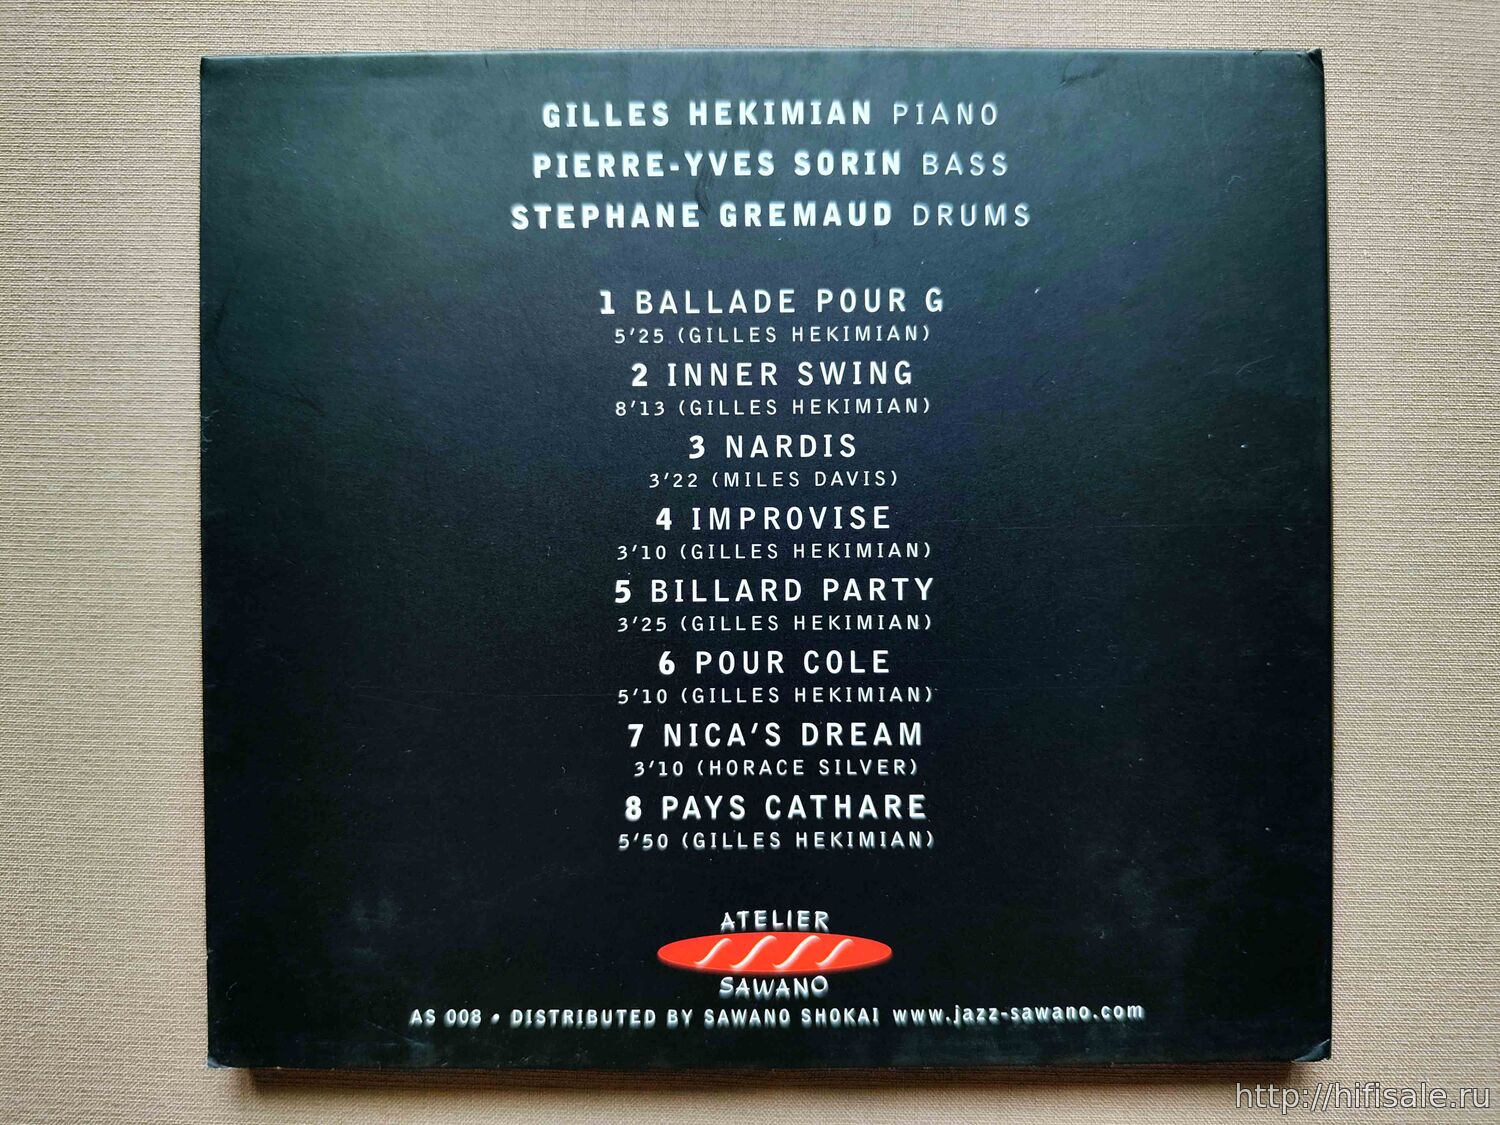 GILLES HEKIMIAN PIANO
PIERRE-YVES SORIN BASS
STEPHANE GREMAUD DRUMS
1 BALLADE POUR G
5'25 (GILLES HEKIMIAN)
2 INNER SWING
8'13 (GILLES HEKIMIAN)
3 NARDIS
3'22 (MILES DAVIS)
4 IMPROVISE
3'10 (GILLES HEKIMIAN)
5 BILLARD PARTY
3'25 (GILLES HEKIMIAN)
6 POUR COLE
5'10 (GILLES HEKIMIAN)
7 NICA'S DREAM
3'10 (HORACE SILVER)
8 PAYS CATHARE
5'50 (GILLES HEKIMIAN)
ATELIER
SAWANO
AS 008 • DISTRIBUTED BY SAWANO SHOKAI www.jazz-sawano.com
http://hifisale.ru